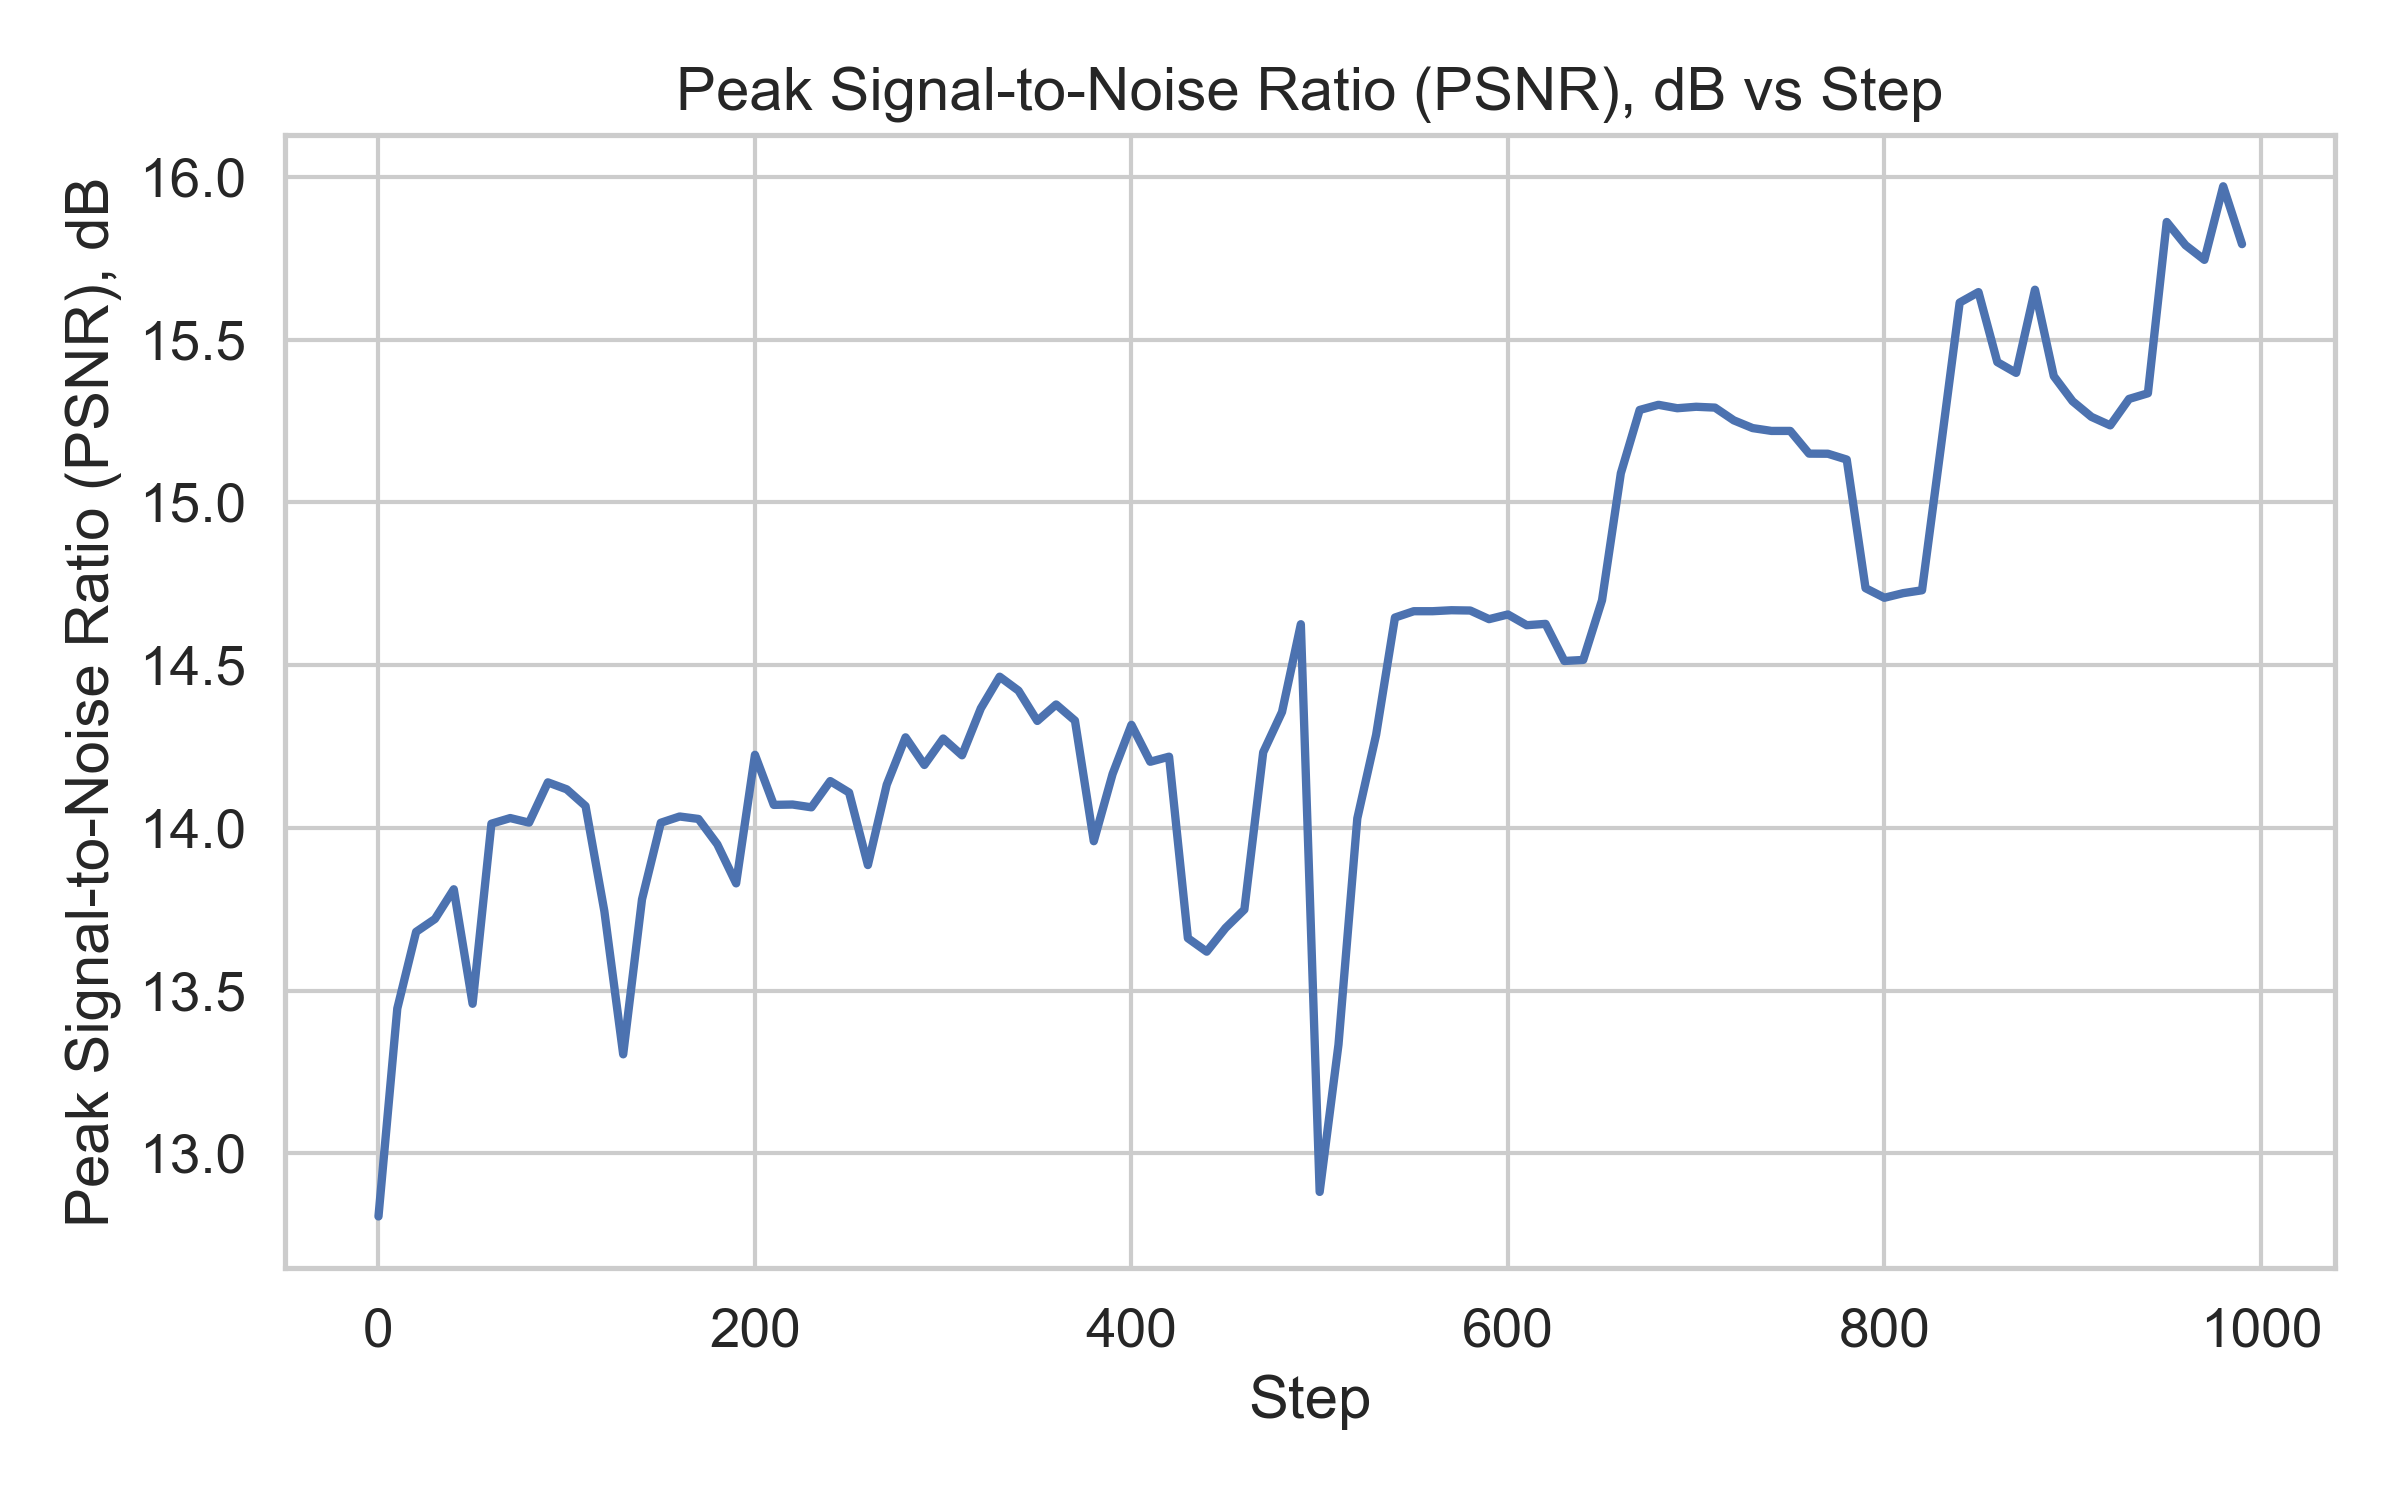 Peak Signal-to-Noise Ratio (PSNR), dB vs Step
Peak Signal-to-Noise Ratio (PSNR), dB
16.0
15.5
15.0
14.5
14.0
13.5
13.0
0 200 400 600 800 1000
Step